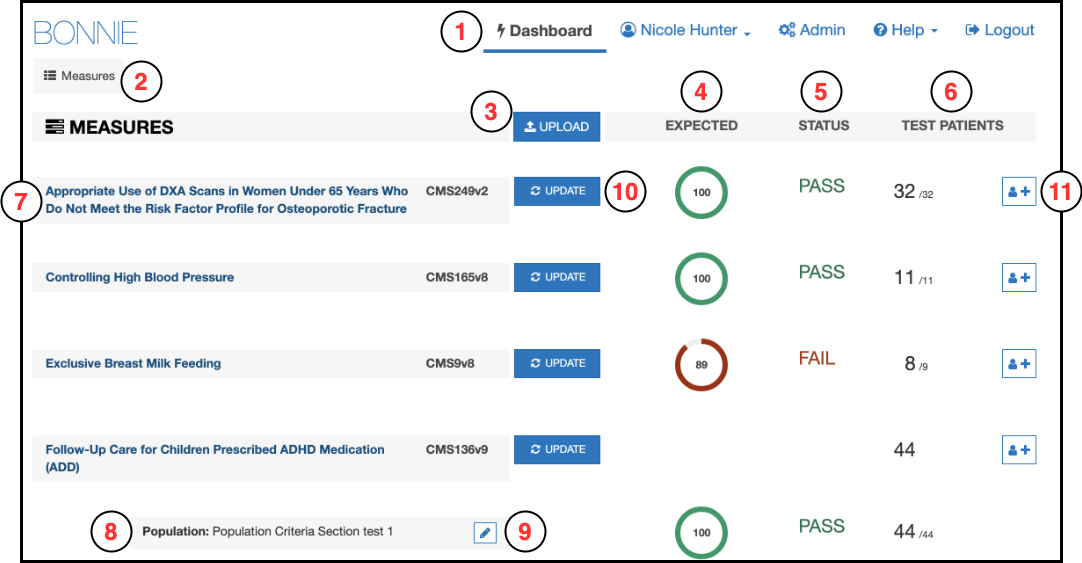 BONNIE
1
Dashboard
Nicole Hunter
Admin
Help
Logout
Measures
2
3
4
5
6
MEASURES
UPLOAD
EXPECTED
STATUS
TEST PATIENTS
7
Appropriate Use of DXA Scans in Women Under 65 Years Who
Do Not Meet the Risk Factor Profile for Osteoporotic Fracture
CMS249v2
UPDATE
10
100
PASS
32 /32
11
Controlling High Blood Pressure
CMS165v8
UPDATE
100
PASS
11 /11
Exclusive Breast Milk Feeding
CMS9v8
UPDATE
89
FAIL
8 /9
Follow-Up Care for Children Prescribed ADHD Medication
(ADD)
CMS136v9
UPDATE
44
8
Population: Population Criteria Section test 1
9
100
PASS
44 /44